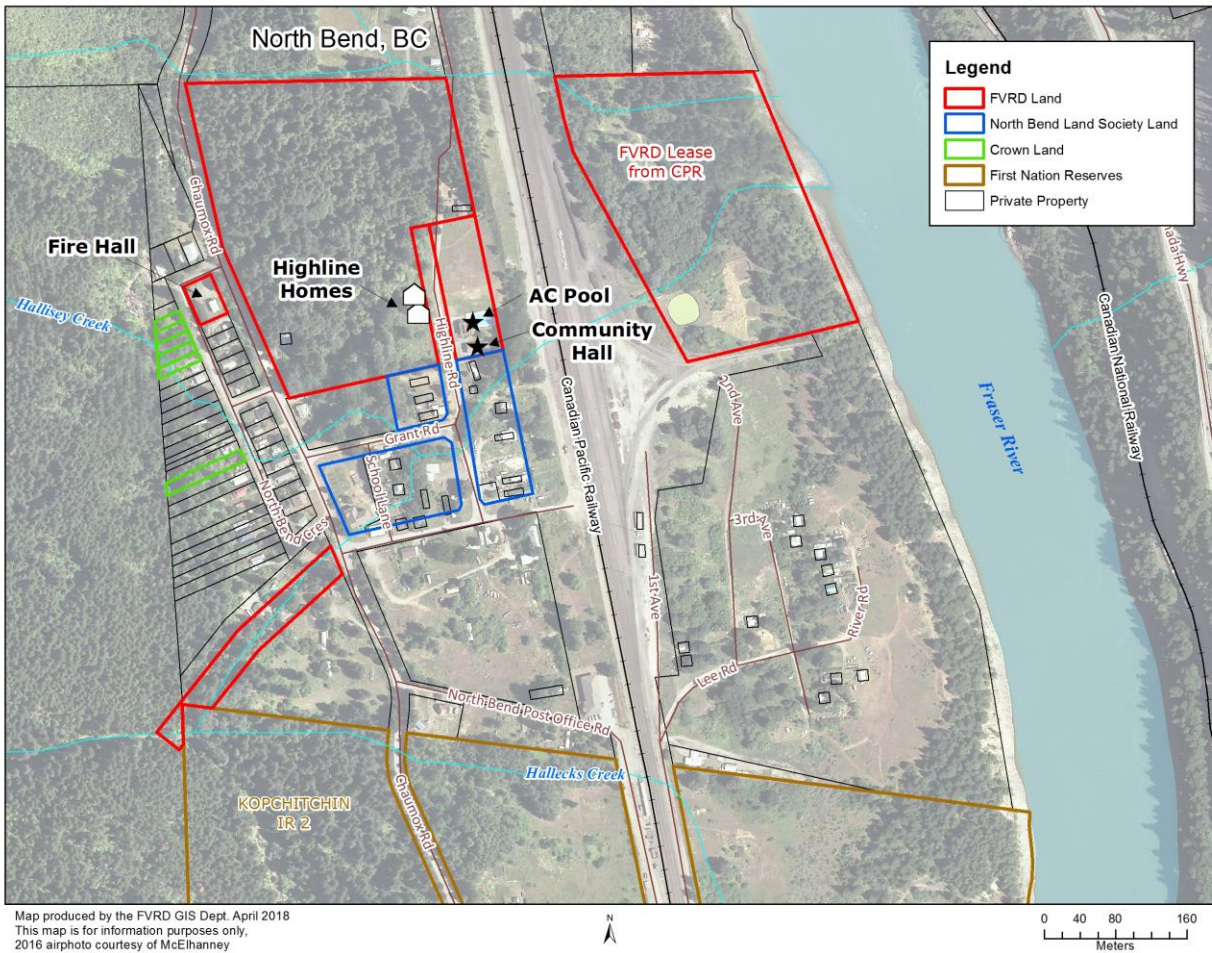 North Bend, BC
Legend
FVRD Land
North Bend Land Society Land
Crown Land
First Nation Reserves
Private Property
FVRD Lease
from CPR
Chaumox Rd
Fire Hall
Highline
Homes
AC Pool
Community
Hall
Hallisey Creek
Highline Rd
Canadian Pacific Railway
Canadian National Railway
nada Hwy
Fraser River
2nd Ave
Grant Rd
School Lane
North Bend Cres
3rd Ave
1st Ave
River Rd
Lee Rd
North Bend Post Office Rd
Hallecks Creek
KOPCHITCHIN
IR 2
Chaumox Rd
Map produced by the FVRD GIS Dept. April 2018
This map is for information purposes only,
2016 airphoto courtesy of McElhanney
N
0 40 80 120 160
Meters